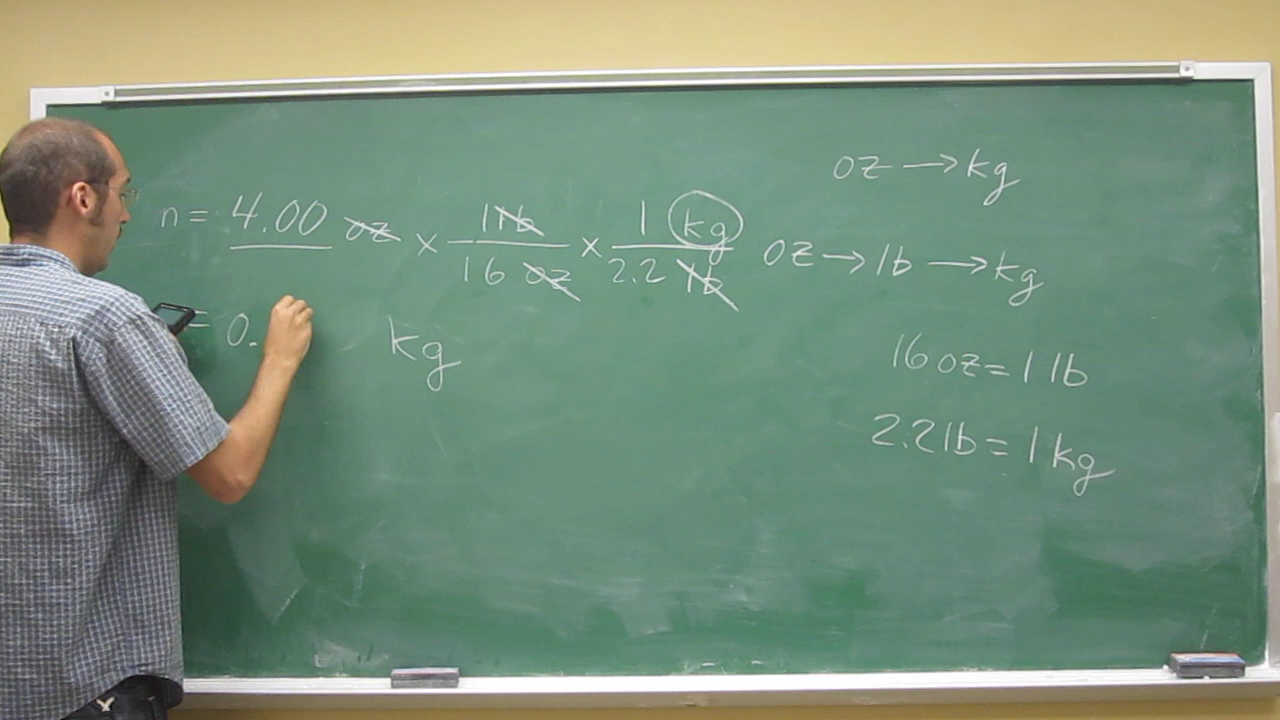 oz → kg
n = 4.00 oz × 1 lb / 16 oz × 1 kg / 2.2 lb
oz → lb → kg
= 0. kg
16 oz = 1 lb
2.2 lb = 1 kg